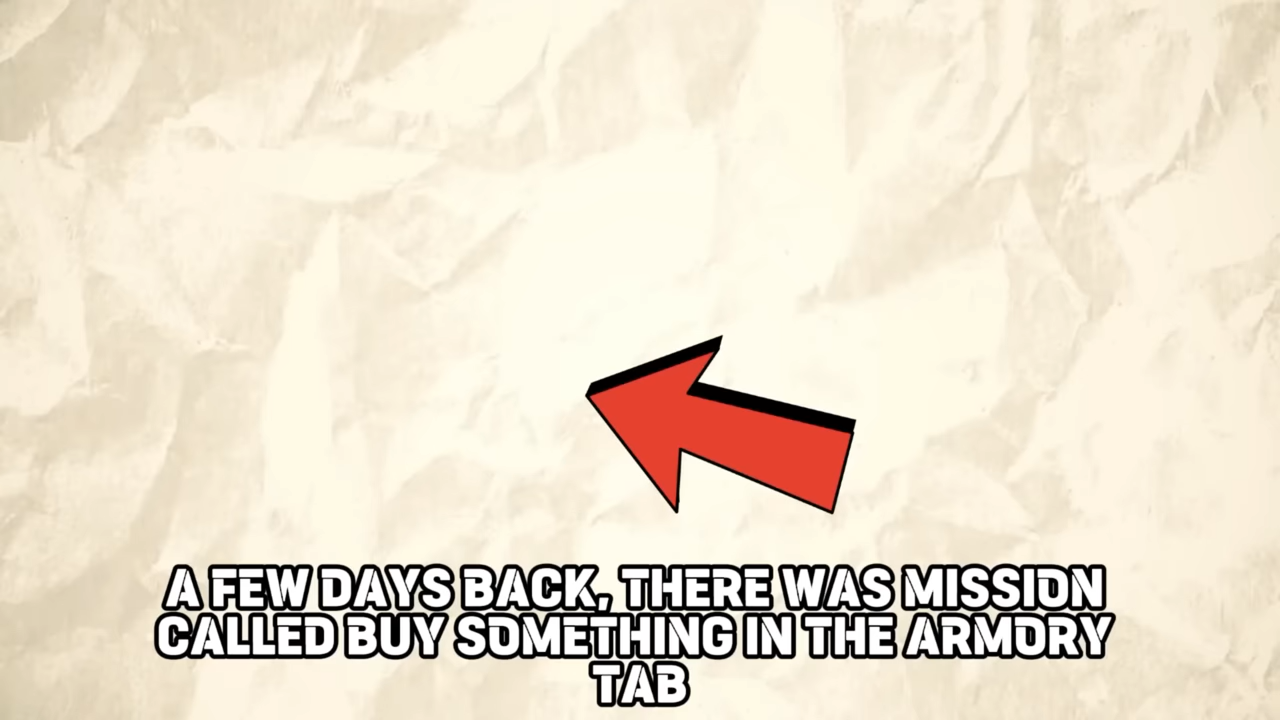 A FEW DAYS BACK, THERE WAS MISSION
CALLED BUY SOMETHING IN THE ARMORY
TAB